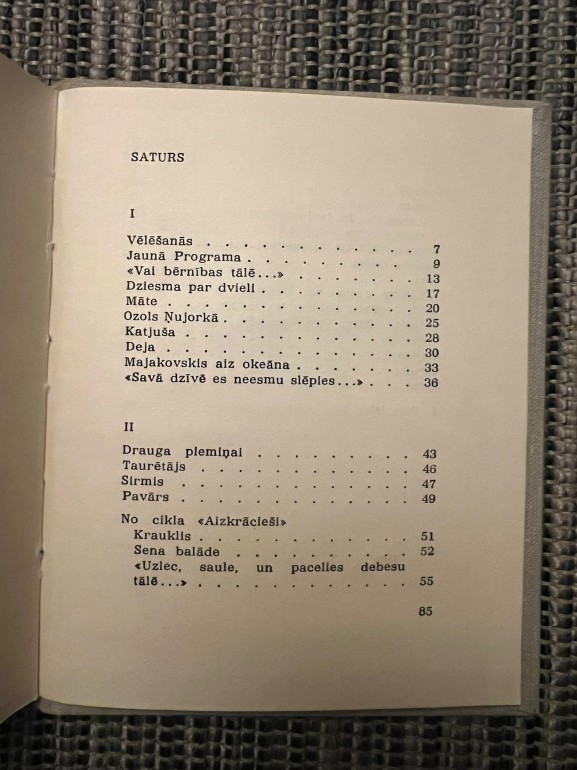 SATURS
I
Vēlēšanās . . . . . . . . . . 7
Jaunā Programa . . . . . . . . 9
«Vai bērnības tālē...» . . . . . . 13
Dziesma par dvieli . . . . . . . . 17
Māte . . . . . . . . . . . . 20
Ozols Ņujorkā . . . . . . . . . 25
Katjuša . . . . . . . . . . . 28
Deja . . . . . . . . . . . . 30
Majakovskis aiz okeāna . . . . . . 33
«Savā dzīvē es neesmu slēpies...» . . . 36
II
Drauga piemiņai . . . . . . . . 43
Taurētājs . . . . . . . . . . . 46
Sirmis . . . . . . . . . . . . 47
Pavārs . . . . . . . . . . . . 49
No cikla «Aizkrācieši»
Krauklis . . . . . . . . . . . 51
Sena balāde . . . . . . . . . 52
«Uzlec, saule, un pacelies debesu
tālē...» . . . . . . . . . . . 55
85